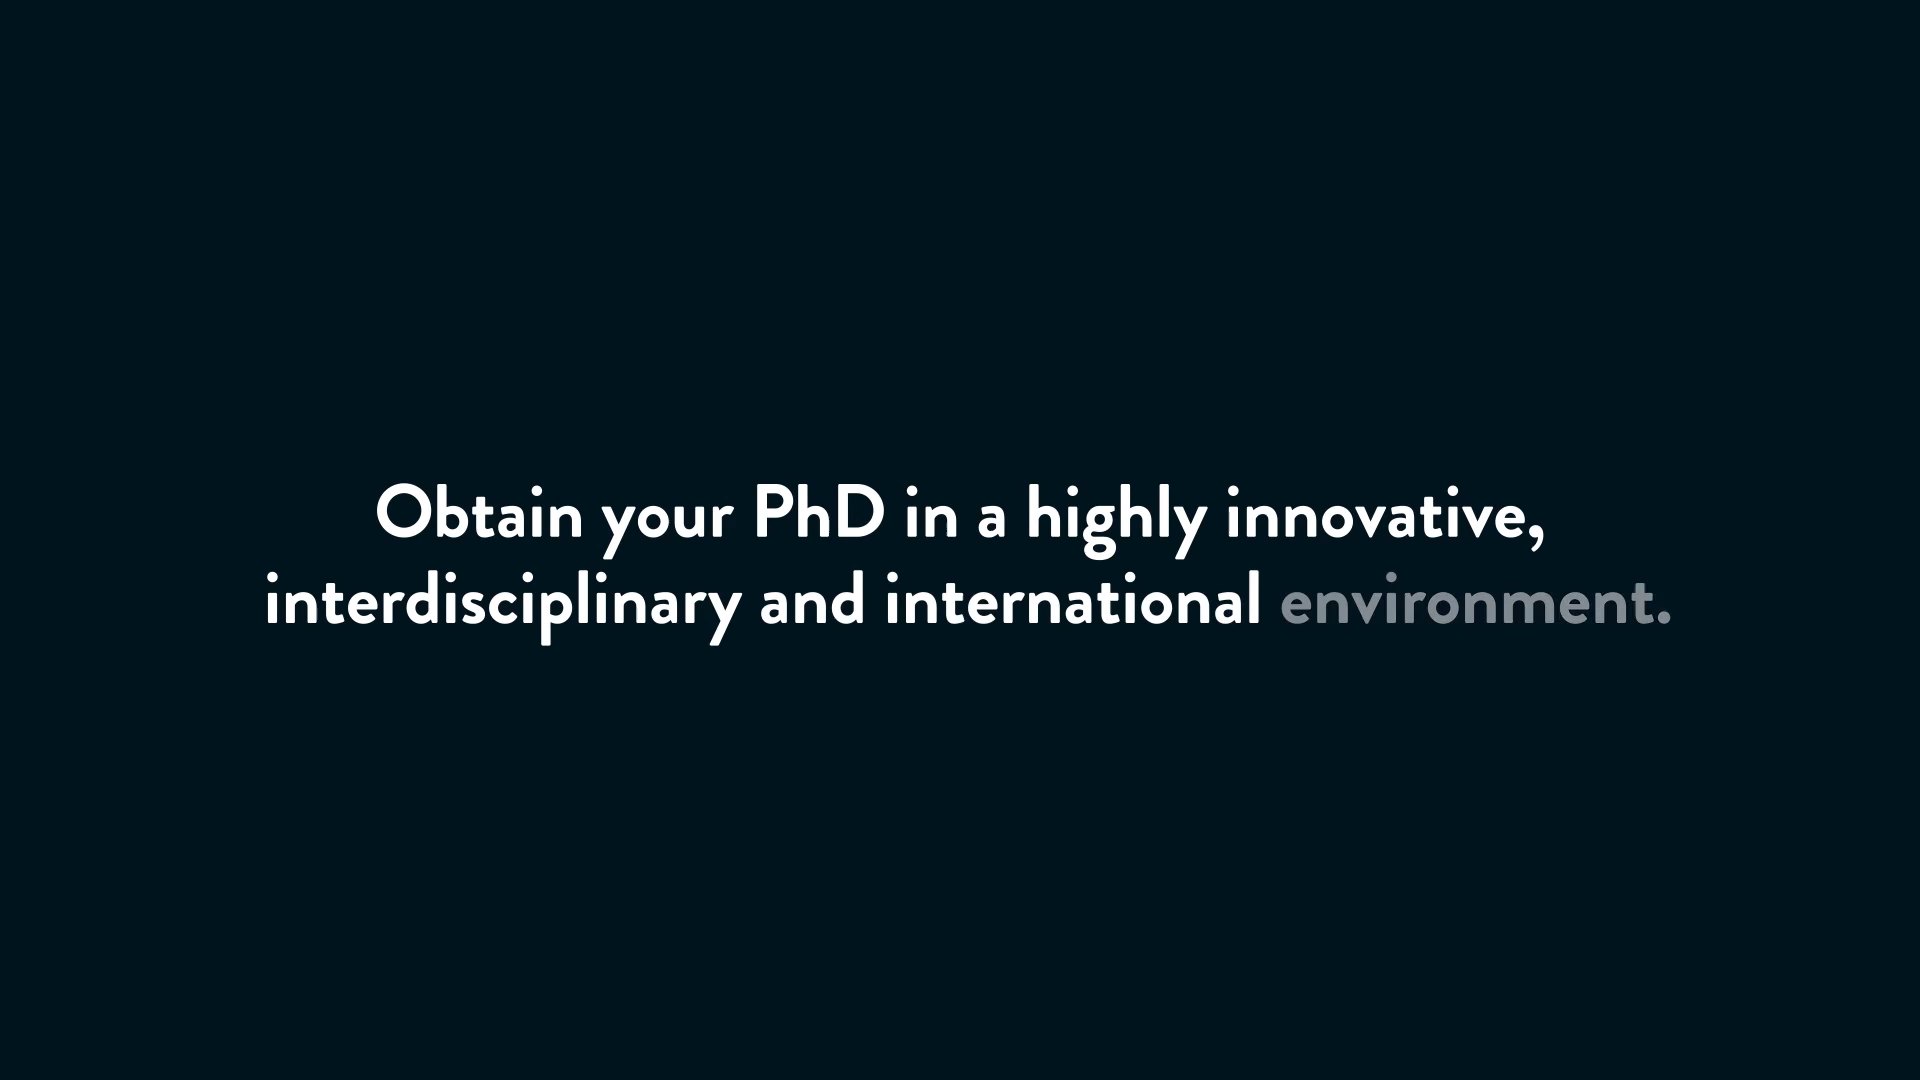 Obtain your PhD in a highly innovative,
interdisciplinary and international environment.